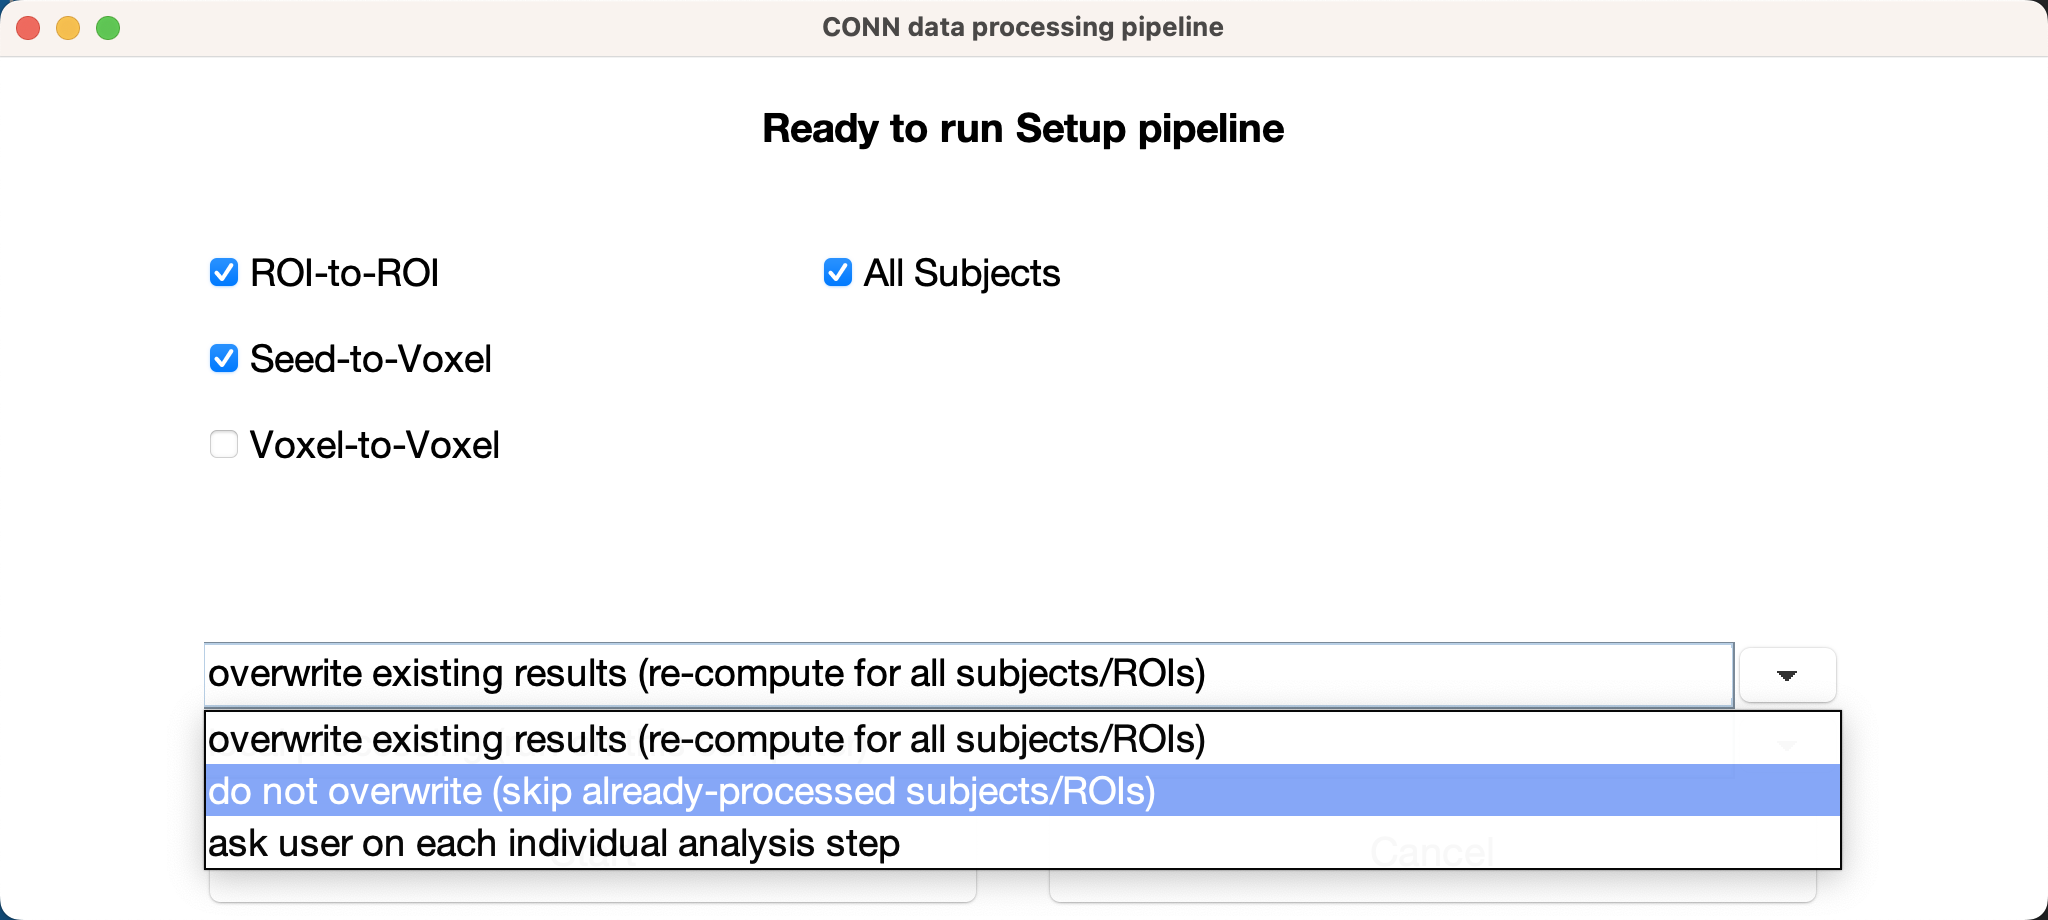 CONN data processing pipeline
Ready to run Setup pipeline
ROI-to-ROI
All Subjects
Seed-to-Voxel
Voxel-to-Voxel
overwrite existing results (re-compute for all subjects/ROIs)
overwrite existing results (re-compute for all subjects/ROIs)
do not overwrite (skip already-processed subjects/ROIs)
ask user on each individual analysis step
Cancel